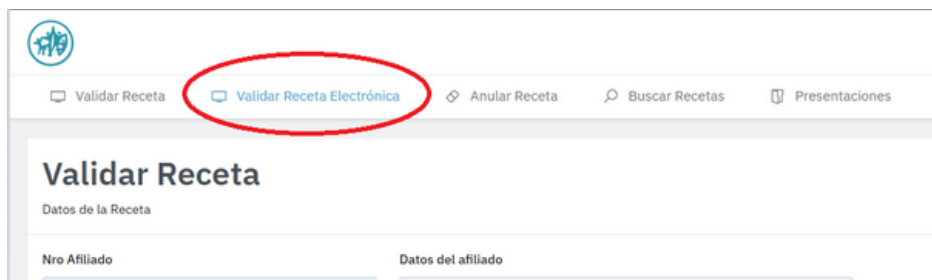 Validar Receta Validar Receta Electrónica Anular Receta Buscar Recetas Presentaciones
Validar Receta
Datos de la Receta
Nro Afiliado Datos del afiliado